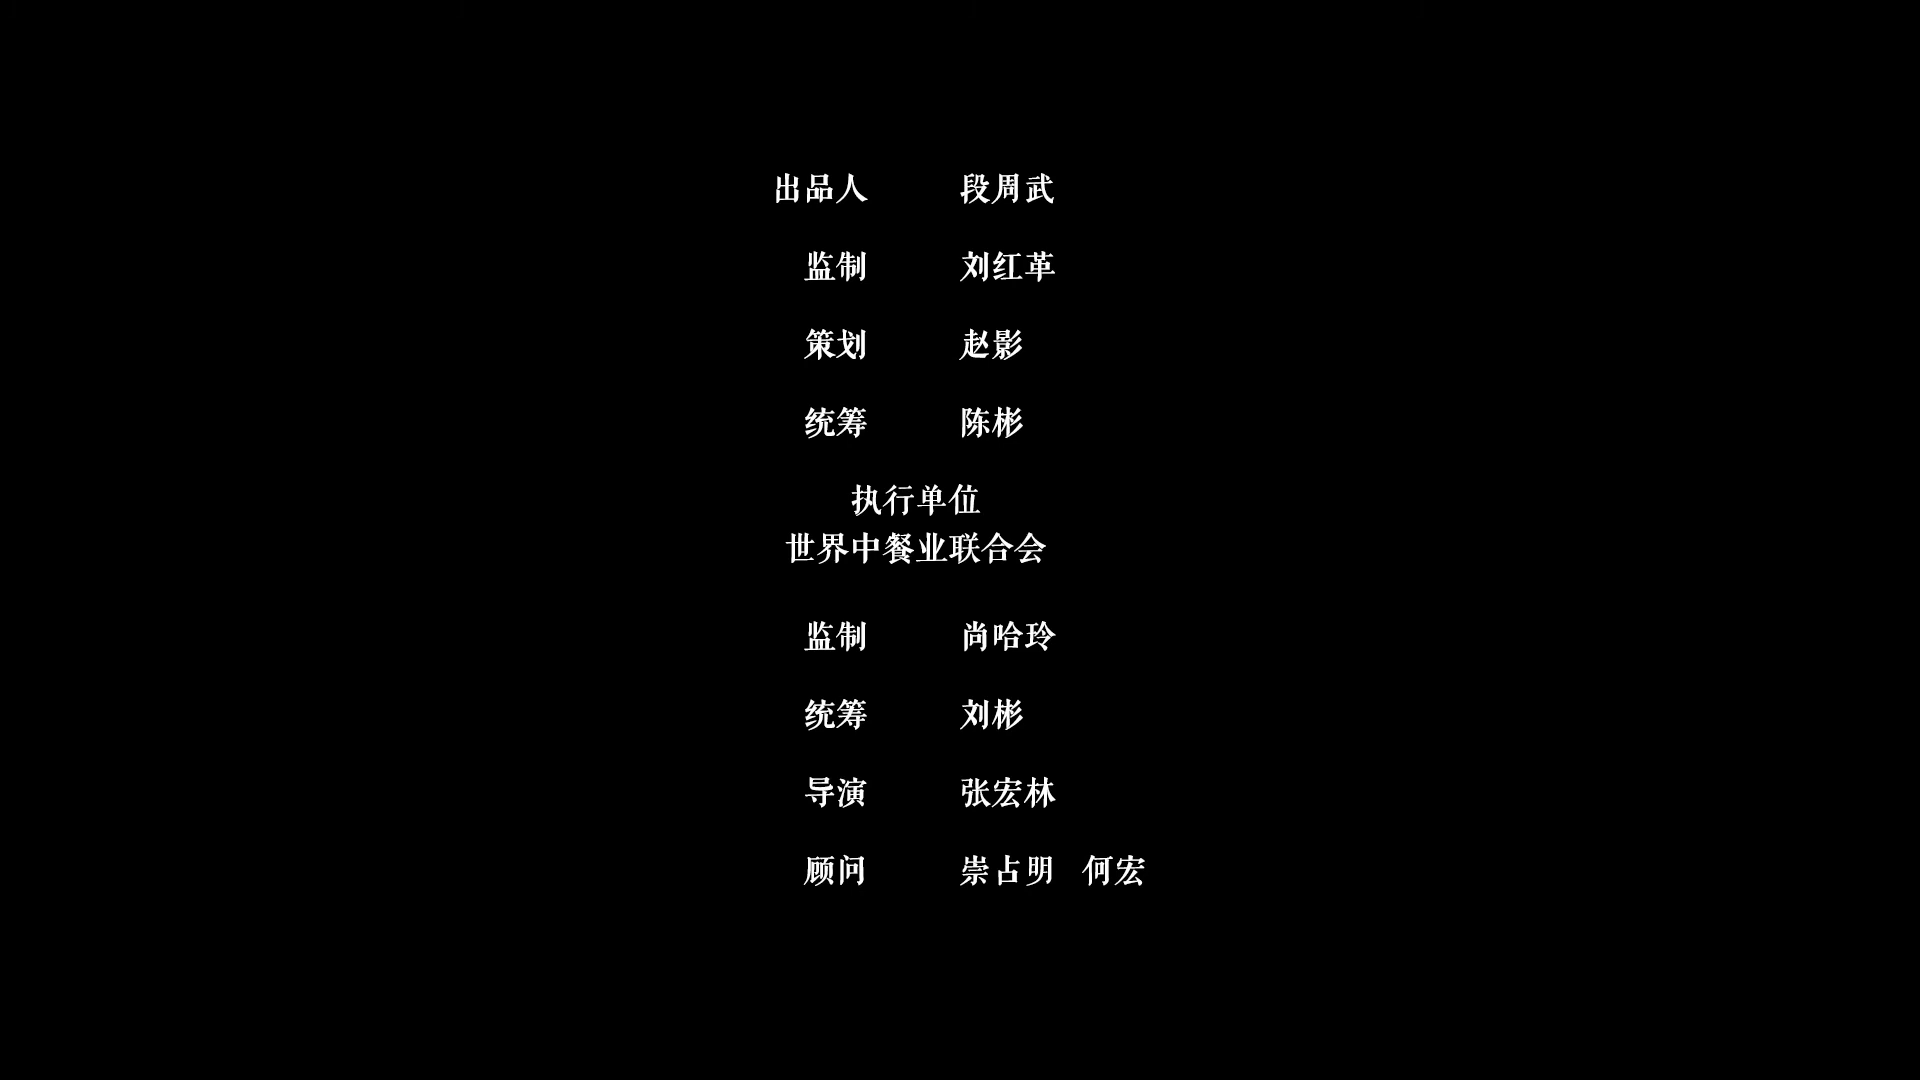 出品人 段周武
监制 刘红革
策划 赵影
统筹 陈彬
执行单位
世界中餐业联合会
监制 尚哈玲
统筹 刘彬
导演 张宏林
顾问 崇占明 何宏